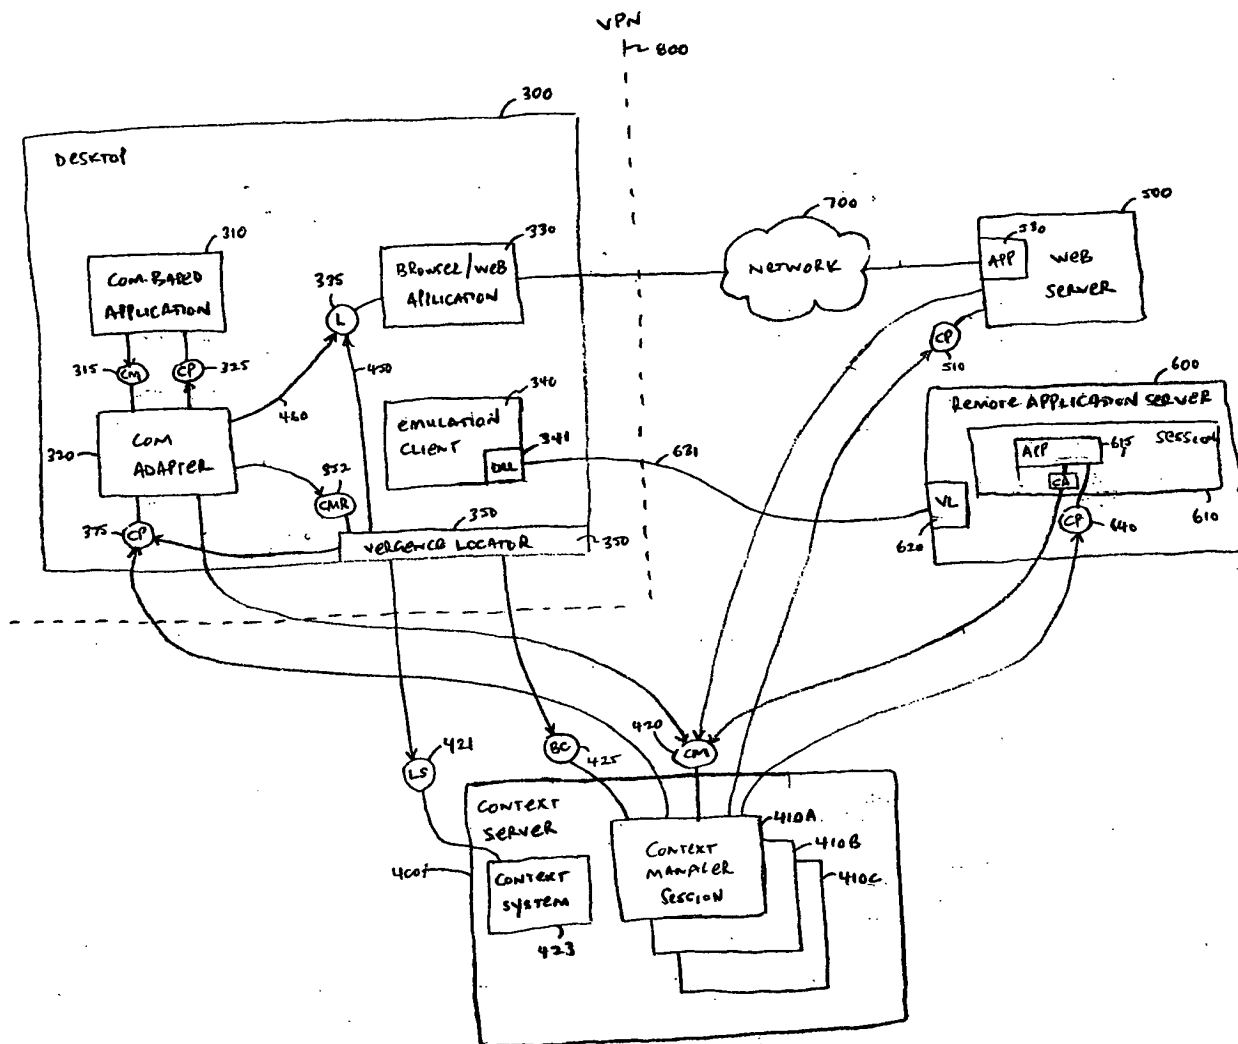 VPN
800
300
DESKTOP
700
500
310
330
530
COM-BASED
APPLICATION
BROWSER/WEB
APPLICATION
NETWORK
APP
WEB
SERVER
335
L
CP
510
315
CM
CP
325
450
460
340
600
EMULATION
CLIENT
341
DLL
REMOTE APPLICATION SERVER
320
COM
ADAPTER
631
APP
615
SESSION
CA
352
CMR
VL
CP
640
610
620
375
CP
350
VERGENCE LOCATOR
350
421
LS
BC
425
420
CM
CONTEXT
SERVER
410A
410B
410C
CONTEXT
MANAGER
SESSION
400
CONTEXT
SYSTEM
423